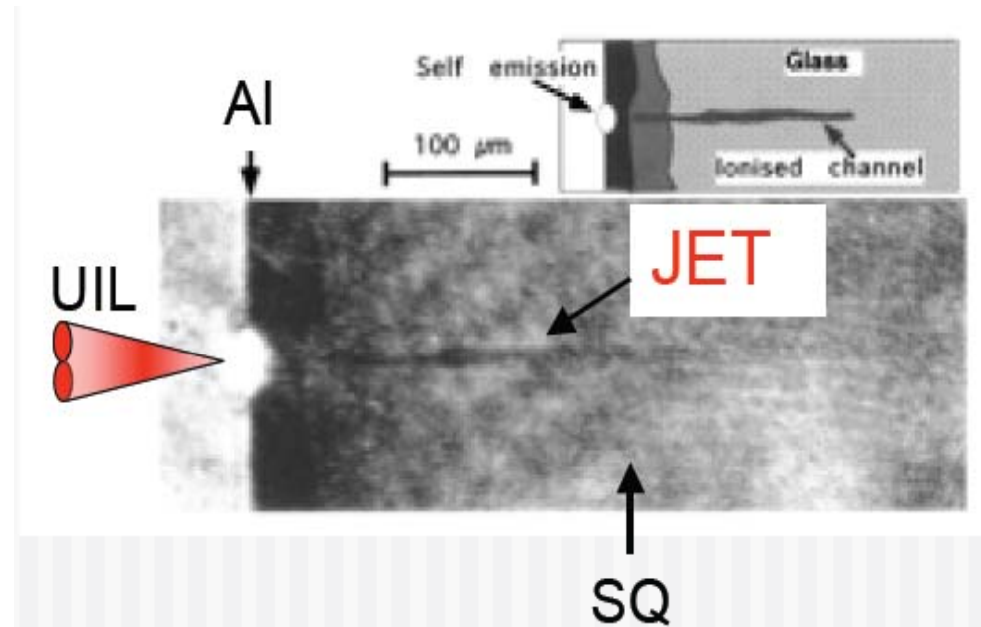 Self emission
Glass
Al
100 µm
Ionised channel
UIL
JET
SQ